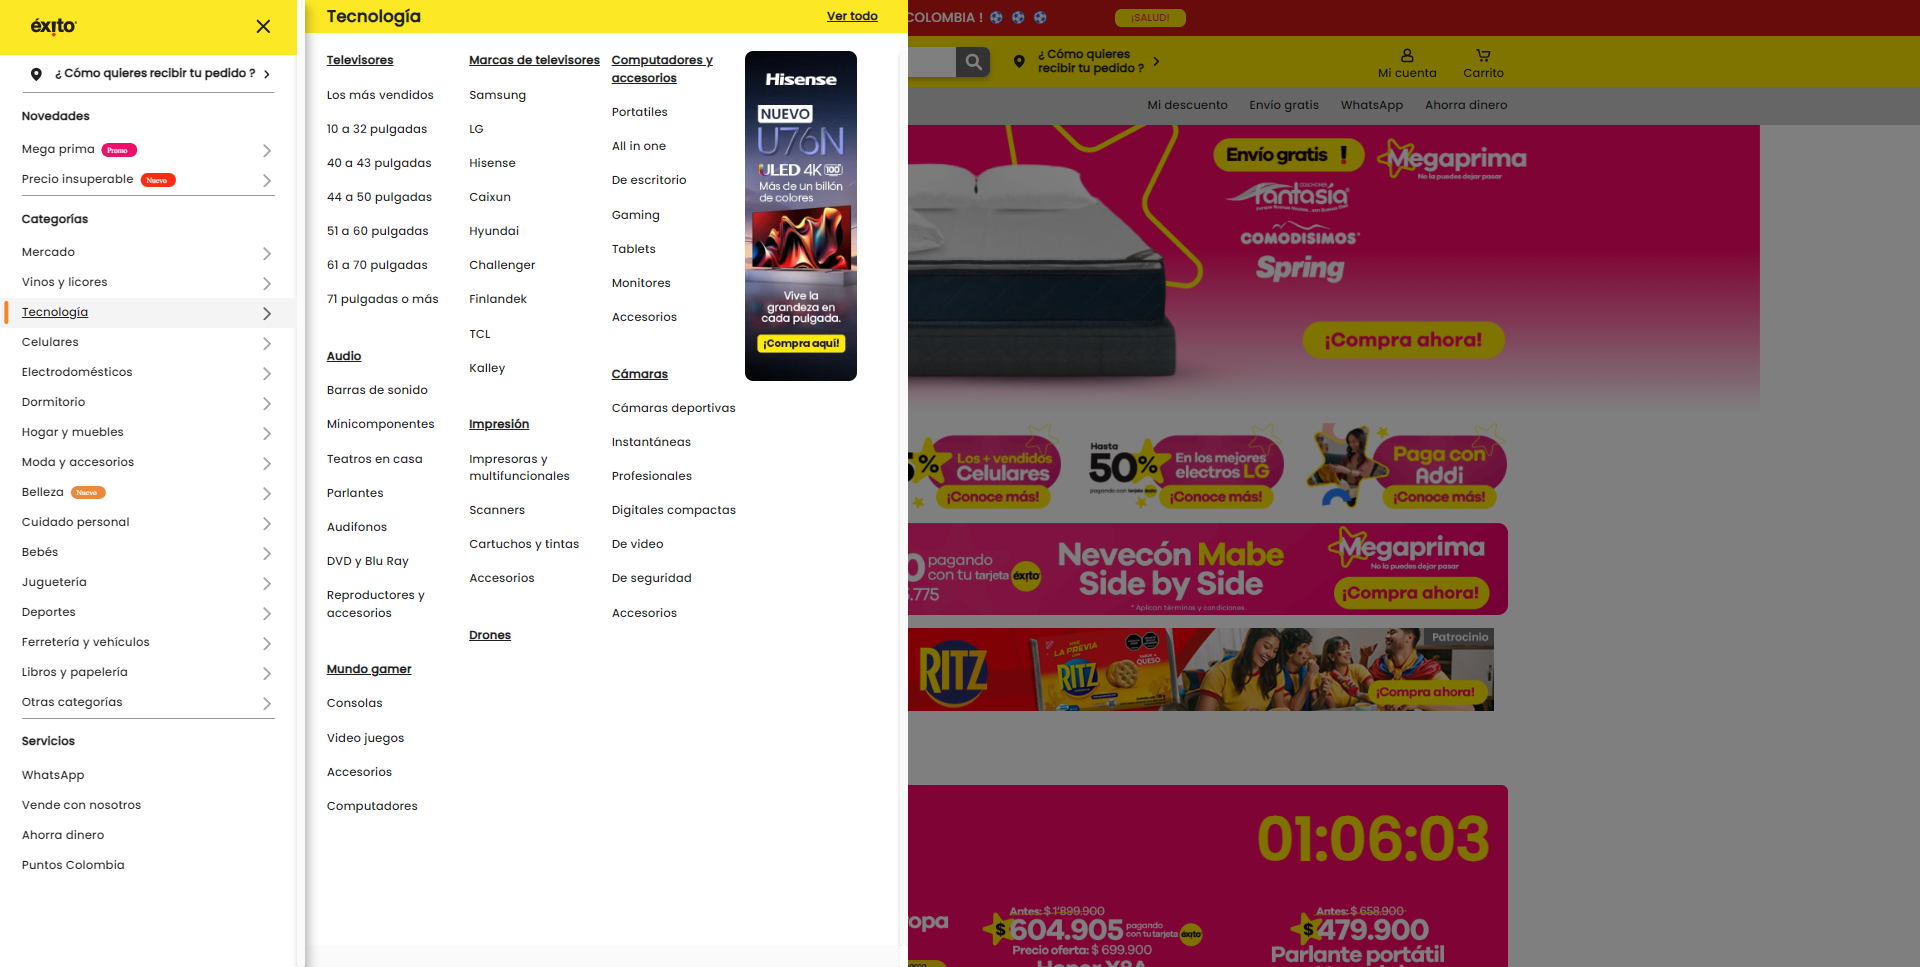 éxito
¿ Cómo quieres recibir tu pedido ?
Novedades
Mega prima Promo
Precio insuperable Nuevo
Categorías
Mercado
Vinos y licores
Tecnología
Celulares
Electrodomésticos
Dormitorio
Hogar y muebles
Moda y accesorios
Belleza Nuevo
Cuidado personal
Bebés
Juguetería
Deportes
Ferretería y vehículos
Libros y papelería
Otras categorías
Servicios
WhatsApp
Vende con nosotros
Ahorra dinero
Puntos Colombia
Tecnología
Ver todo
Televisores
Los más vendidos
10 a 32 pulgadas
40 a 43 pulgadas
44 a 50 pulgadas
51 a 60 pulgadas
61 a 70 pulgadas
71 pulgadas o más
Audio
Barras de sonido
Minicomponentes
Teatros en casa
Parlantes
Audifonos
DVD y Blu Ray
Reproductores y
accesorios
Mundo gamer
Consolas
Video juegos
Accesorios
Computadores
Marcas de televisores
Samsung
LG
Hisense
Caixun
Hyundai
Challenger
Finlandek
TCL
Kalley
Impresión
Impresoras y
multifuncionales
Scanners
Cartuchos y tintas
Accesorios
Drones
Computadores y
accesorios
Portatiles
All in one
De escritorio
Gaming
Tablets
Monitores
Accesorios
Cámaras
Cámaras deportivas
Instantáneas
Profesionales
Digitales compactas
De video
De seguridad
Accesorios
Hisense
NUEVO
U76N
ULED 4K 100
Más de un billón
de colores
Vive la
grandeza en
cada pulgada.
¡Compra aquí!
COLOMBIA !
¡SALUD!
¿ Cómo quieres
recibir tu pedido ?
Mi cuenta
Carrito
Mi descuento
Envío gratis
WhatsApp
Ahorra dinero
Envío gratis !
Megaprima
No la puedes dejar pasar
COLCHONES
fantasía
COMODISIMOS
Spring
¡Compra ahora!
5%
Los + vendidos
Celulares
¡Conoce más!
Hasta
50%
pagando con tarjeta éxito
En los mejores
electros LG
¡Conoce más!
Paga con
Addi
¡Conoce más!
0 pagando
con tu tarjeta éxito
.775
Nevecón Mabe
Side by Side
* Aplican términos y condiciones.
Megaprima
No la puedes dejar pasar
¡Compra ahora!
RITZ
LA PREVIA
RITZ
SABOR A
QUESO
Patrocinio
¡Compra ahora!
01:06:03
ropa
Antes: $ 1'899.900
$ 604.905
pagando
con tu tarjeta éxito
Precio oferta: $ 699.900
Honor X8A
Antes: $ 658.900
$ 479.900
Parlante portátil